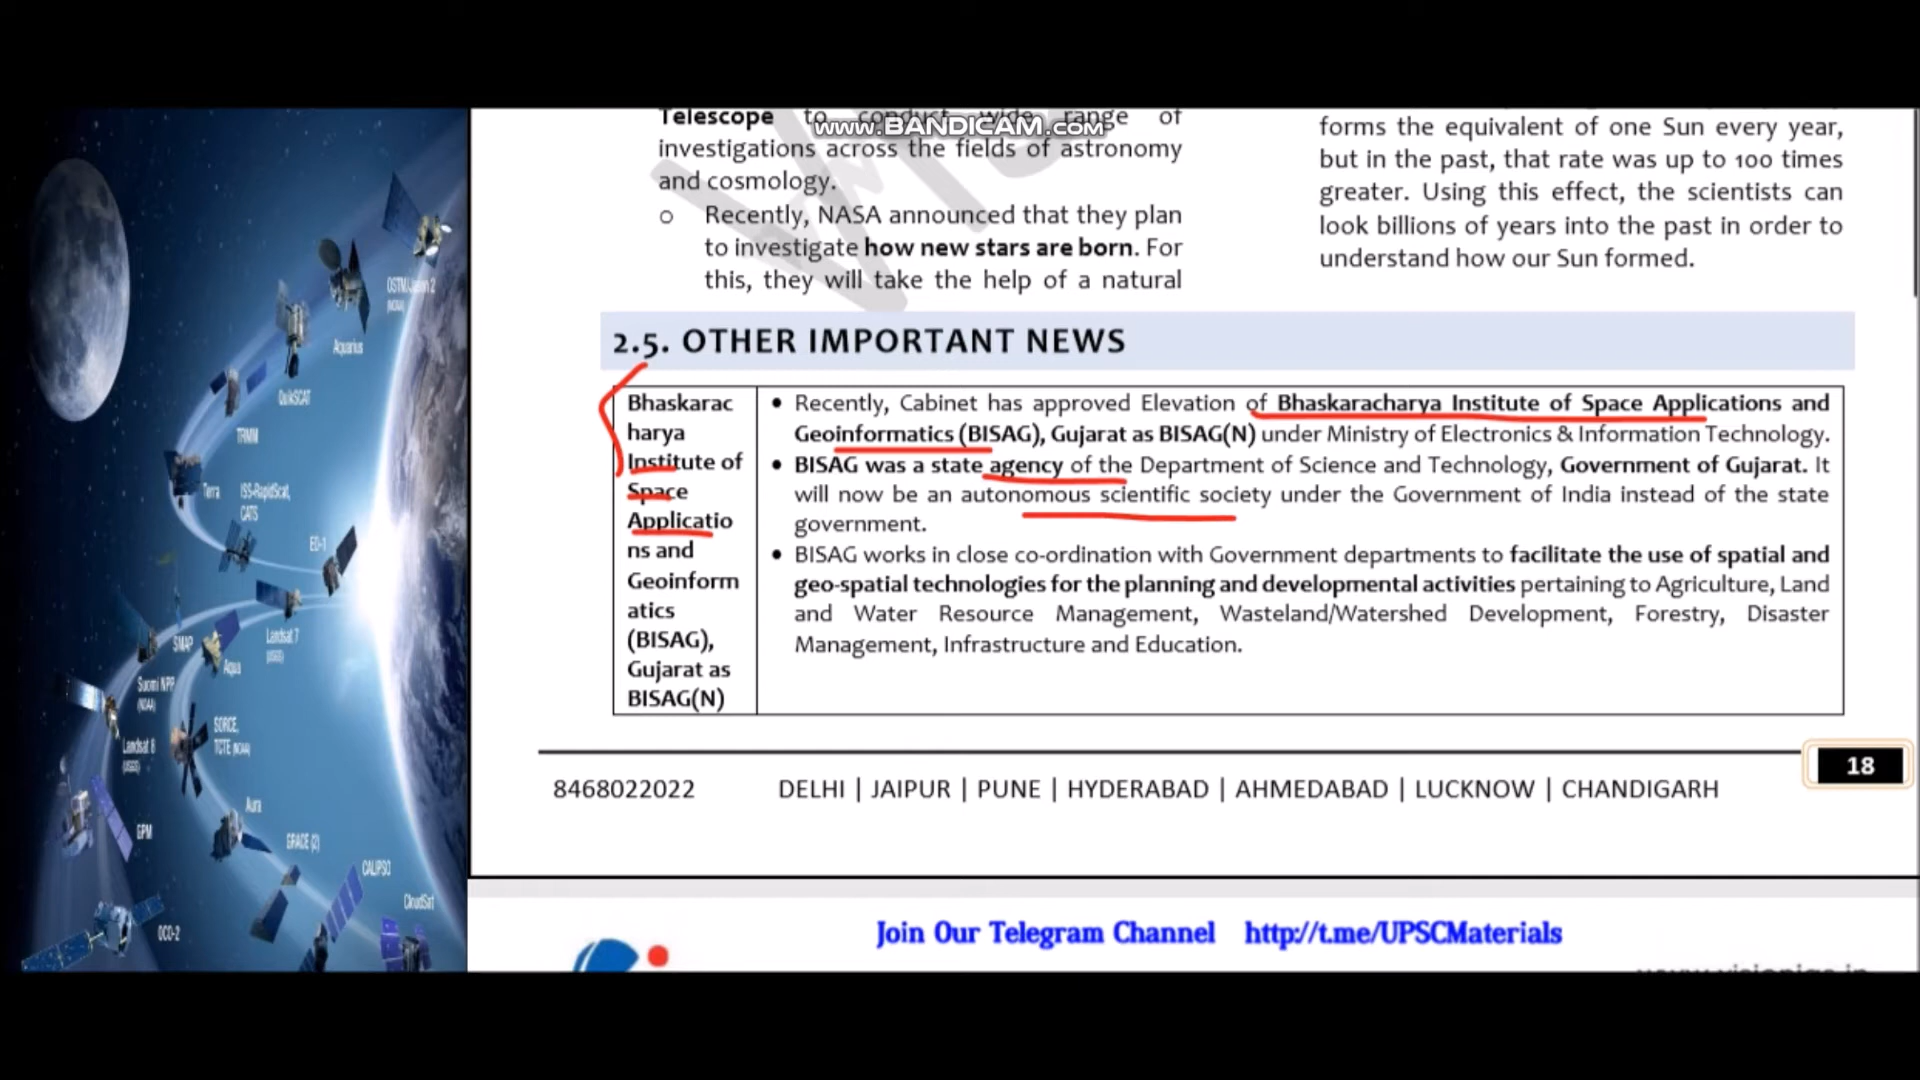 www.BANDICAM.COM
Telescope to conduct wide range of
investigations across the fields of astronomy
and cosmology.
o Recently, NASA announced that they plan
to investigate how new stars are born. For
this, they will take the help of a natural
forms the equivalent of one Sun every year,
but in the past, that rate was up to 100 times
greater. Using this effect, the scientists can
look billions of years into the past in order to
understand how our Sun formed.
2.5. OTHER IMPORTANT NEWS
Bhaskarac
harya
Institute of
Space
Applicatio
ns and
Geoinform
atics
(BISAG),
Gujarat as
BISAG(N)
• Recently, Cabinet has approved Elevation of Bhaskaracharya Institute of Space Applications and
Geoinformatics (BISAG), Gujarat as BISAG(N) under Ministry of Electronics & Information Technology.
• BISAG was a state agency of the Department of Science and Technology, Government of Gujarat. It
will now be an autonomous scientific society under the Government of India instead of the state
government.
• BISAG works in close co-ordination with Government departments to facilitate the use of spatial and
geo-spatial technologies for the planning and developmental activities pertaining to Agriculture, Land
and Water Resource Management, Wasteland/Watershed Development, Forestry, Disaster
Management, Infrastructure and Education.
8468022022 DELHI | JAIPUR | PUNE | HYDERABAD | AHMEDABAD | LUCKNOW | CHANDIGARH
18
Join Our Telegram Channel http://t.me/UPSCMaterials
Aquarius
QuikSCAT
TRMM
Terra
ISS-RapidScat,
CATS
EO-1
Landsat 7
(USGS)
SMAP
Aqua
Suomi NPP
(NOAA)
SORCE,
TCTE (NOAA)
Landsat 8
(USGS)
Aura
GPM
GRACE (2)
CALIPSO
CloudSat
OCO-2